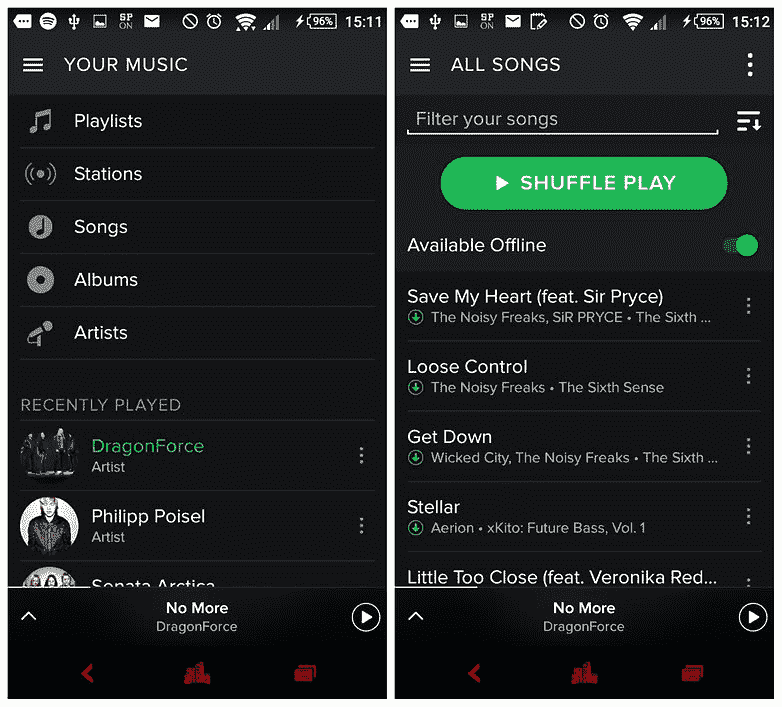 SP
ON
96%
15:11
YOUR MUSIC
Playlists
Stations
Songs
Albums
Artists
RECENTLY PLAYED
DragonForce
Artist
Philipp Poisel
Artist
Sonata Arctica
No More
DragonForce
SP
ON
96%
15:12
ALL SONGS
Filter your songs
SHUFFLE PLAY
Available Offline
Save My Heart (feat. Sir Pryce)
The Noisy Freaks, SiR PRYCE • The Sixth ...
Loose Control
The Noisy Freaks • The Sixth Sense
Get Down
Wicked City, The Noisy Freaks • The Sixth ...
Stellar
Aerion • xKito: Future Bass, Vol. 1
Little Too Close (feat. Veronika Red...
No More
DragonForce